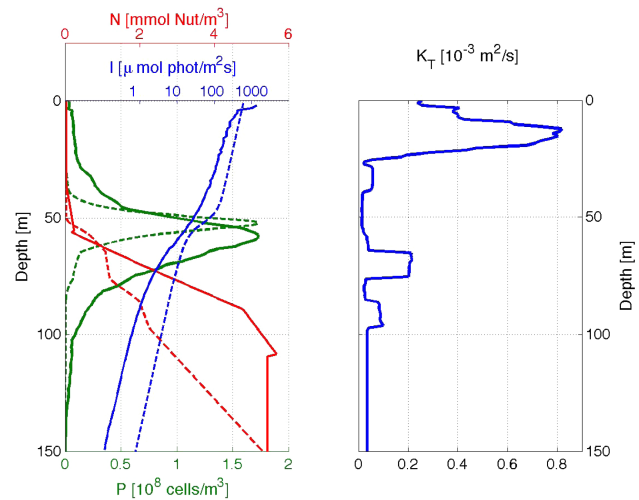 N [mmol Nut/m³]
0 2 4 6
I [μ mol phot/m²s]
1 10 100 1000
0
50
100
150
Depth [m]
0 0.5 1 1.5 2
P [10⁸ cells/m³]
K_T [10⁻³ m²/s]
0
50
100
150
Depth [m]
0 0.2 0.4 0.6 0.8